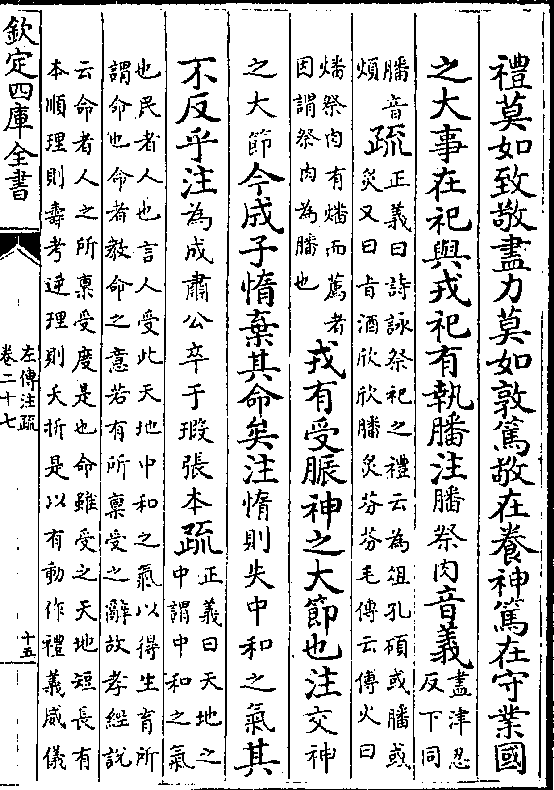 禮莫如致敬盡力莫如敦篤敬在養神篤在守業國
之大事在祀與戎祀有執膰注膰祭肉音義盡津忍
反下同
膰音
煩
疏
正義曰詩詠祭祀之禮云為俎孔碩或膰或
炙又曰旨酒欣欣膰炙芬芬毛傳云傳火曰
燔祭肉有燔而薦者
因謂祭肉為膰也
戎有受脤神之大節也注交神
之大節今成子惰棄其命矣注惰則失中和之氣其
不反乎注為成肅公卒于瑕張本疏
正義曰天地之
中謂中和之氣
也民者人也言人受此天地中和之氣以得生育所
謂命也命者教命之意若有所稟受之辭故孝經說
云命者人之所稟受度是也命雖受之天地短長有
本順理則壽考逆理則夭折是以有動作禮義威儀
欽定四庫全書
左傳注疏
卷二十七
十五